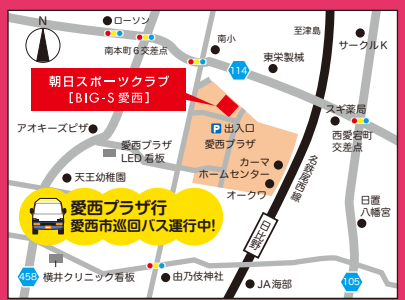 N
ローソン
南本町6交差点
南小
至津島
サークルK
東栄製械
114
朝日スポーツクラブ
[BIG-S 愛西]
スギ薬局
西愛宕町
交差点
P出入口
愛西プラザ
アオキーズピザ
愛西プラザ
LED 看板
カーマ
ホームセンター
オークワ
天王幼稚園
名鉄尾西線
日置
八幡宮
愛西プラザ行
愛西市巡回バス運行中!
日比野
458
横井クリニック看板
由乃伎神社
JA海部
105